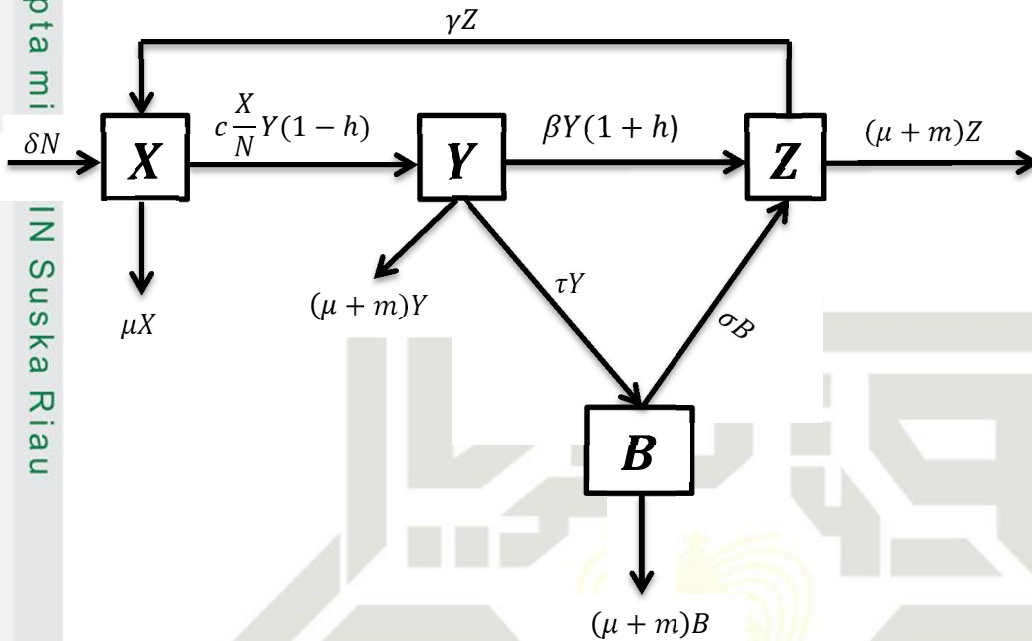 pta mi
IN Suska Riau
γZ
δN
X
c X/N Y(1 − h)
Y
βY(1 + h)
Z
(μ + m)Z
μX
(μ + m)Y
τY
σB
B
(μ + m)B